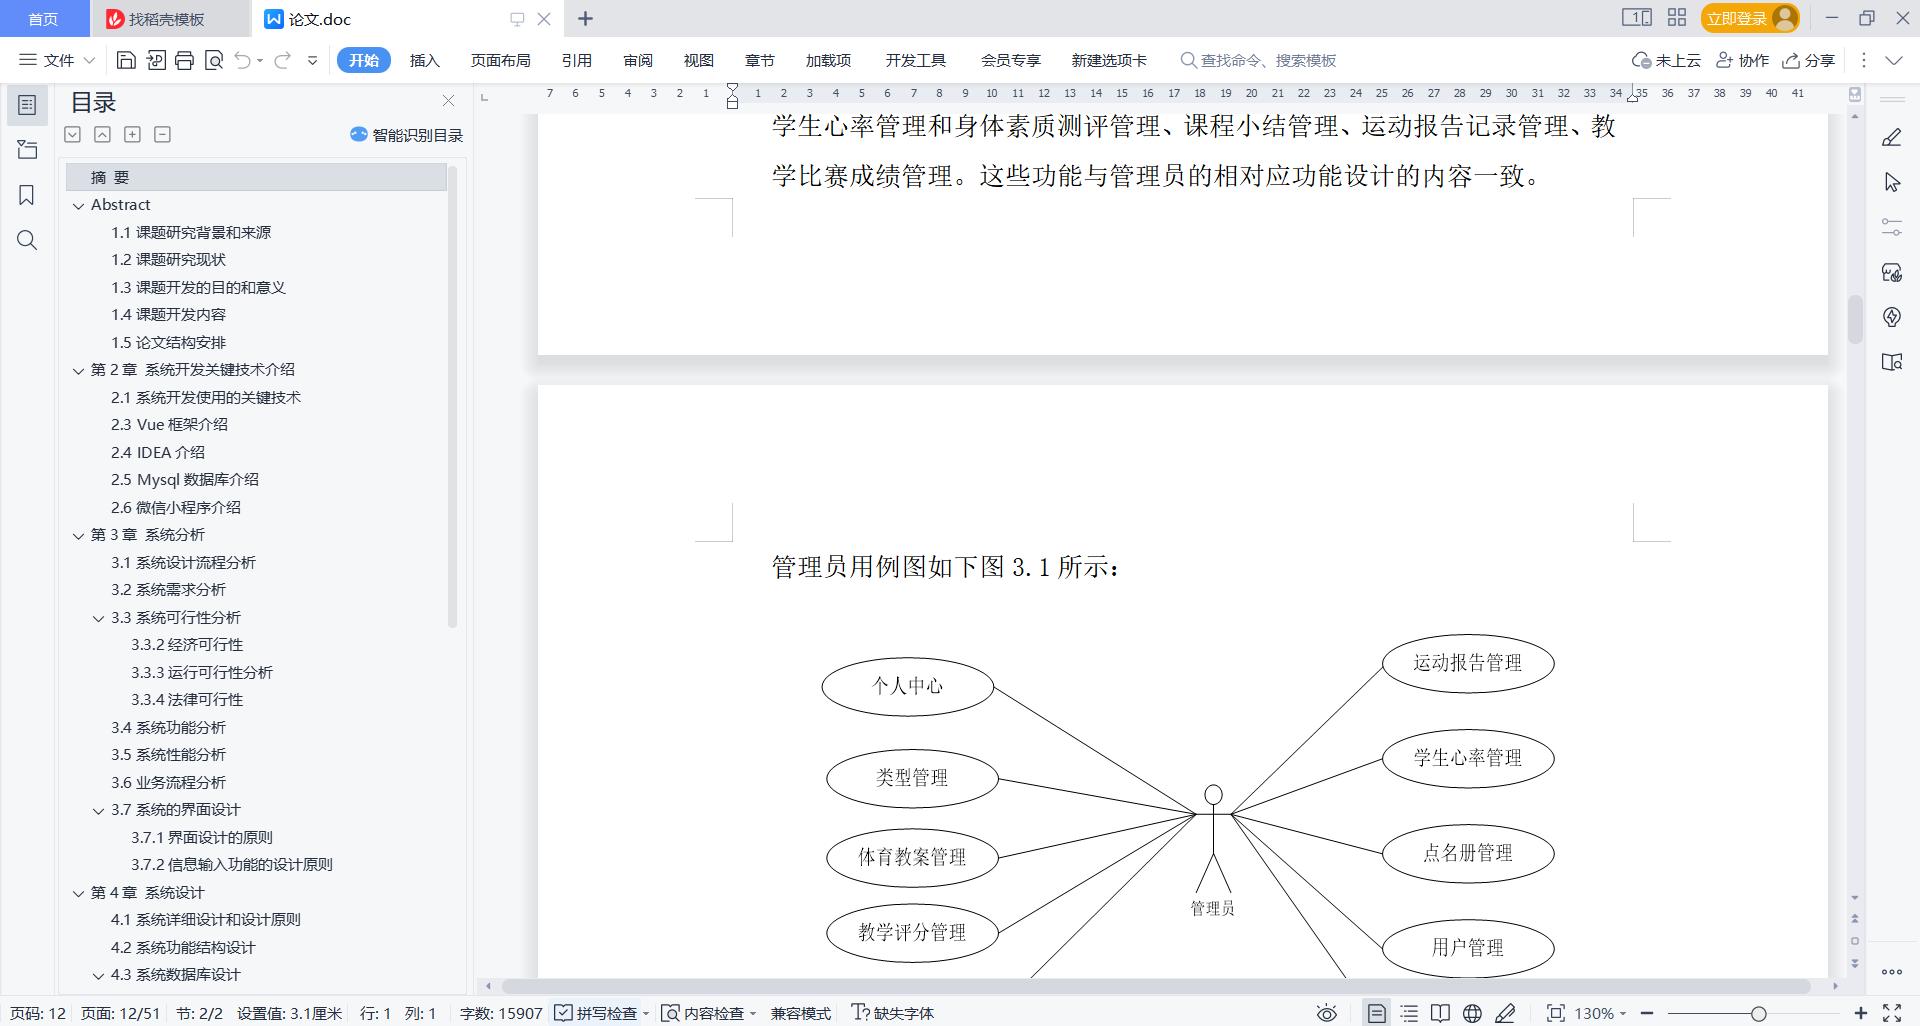 首页
找稻壳模板
论文.doc
立即登录
文件
开始
插入
页面布局
引用
审阅
视图
章节
加载项
开发工具
会员专享
新建选项卡
查找命令、搜索模板
未上云
协作
分享
目录
智能识别目录
摘 要
Abstract
1.1 课题研究背景和来源
1.2 课题研究现状
1.3 课题开发的目的和意义
1.4 课题开发内容
1.5 论文结构安排
第 2 章 系统开发关键技术介绍
2.1 系统开发使用的关键技术
2.3 Vue 框架介绍
2.4 IDEA 介绍
2.5 Mysql 数据库介绍
2.6 微信小程序介绍
第 3 章 系统分析
3.1 系统设计流程分析
3.2 系统需求分析
3.3 系统可行性分析
3.3.2 经济可行性
3.3.3 运行可行性分析
3.3.4 法律可行性
3.4 系统功能分析
3.5 系统性能分析
3.6 业务流程分析
3.7 系统的界面设计
3.7.1 界面设计的原则
3.7.2 信息输入功能的设计原则
第 4 章 系统设计
4.1 系统详细设计和设计原则
4.2 系统功能结构设计
4.3 系统数据库设计
7 6 5 4 3 2 1 1 2 3 4 5 6 7 8 9 10 11 12 13 14 15 16 17 18 19 20 21 22 23 24 25 26 27 28 29 30 31 32 33 34 35 36 37 38 39 40 41
学生心率管理和身体素质测评管理、课程小结管理、运动报告记录管理、教
学比赛成绩管理。这些功能与管理员的相对应功能设计的内容一致。
管理员用例图如下图 3.1 所示：
运动报告管理
个人中心
学生心率管理
类型管理
点名册管理
体育教案管理
管理员
教学评分管理
用户管理
页码: 12
页面: 12/51
节: 2/2
设置值: 3.1厘米
行: 1
列: 1
字数: 15907
拼写检查
内容检查
兼容模式
缺失字体
130%